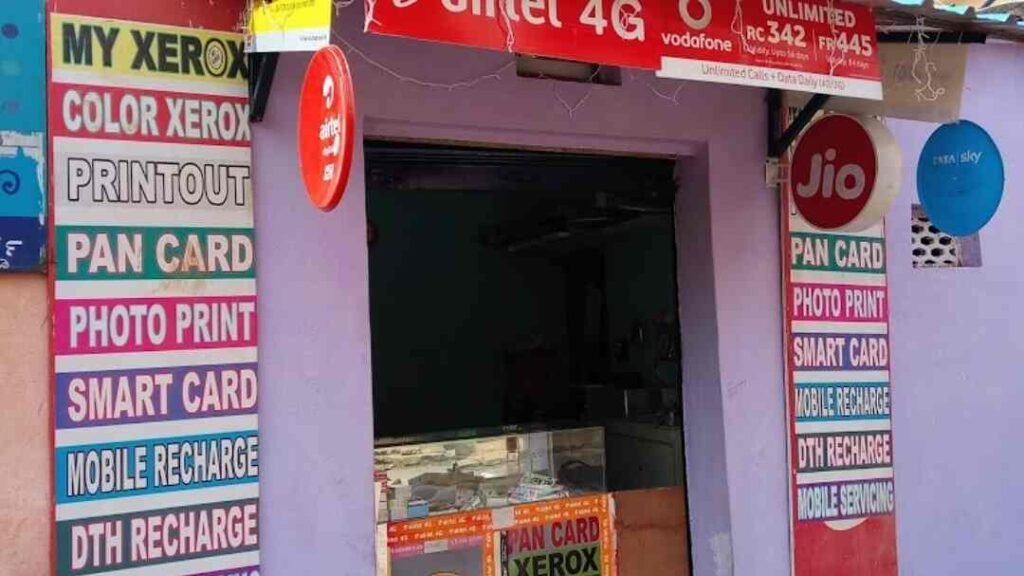 MY XEROX
COLOR XEROX
PRINTOUT
PAN CARD
PHOTO PRINT
SMART CARD
MOBILE RECHARGE
DTH RECHARGE
airtel
airtel 4G
vodafone
UNLIMITED
RC 342
FR 445
Unlimited Calls + Data Daily
Jio
TATA sky
PAN CARD
PHOTO PRINT
SMART CARD
MOBILE RECHARGE
DTH RECHARGE
MOBILE SERVICING
PAN CARD
XEROX